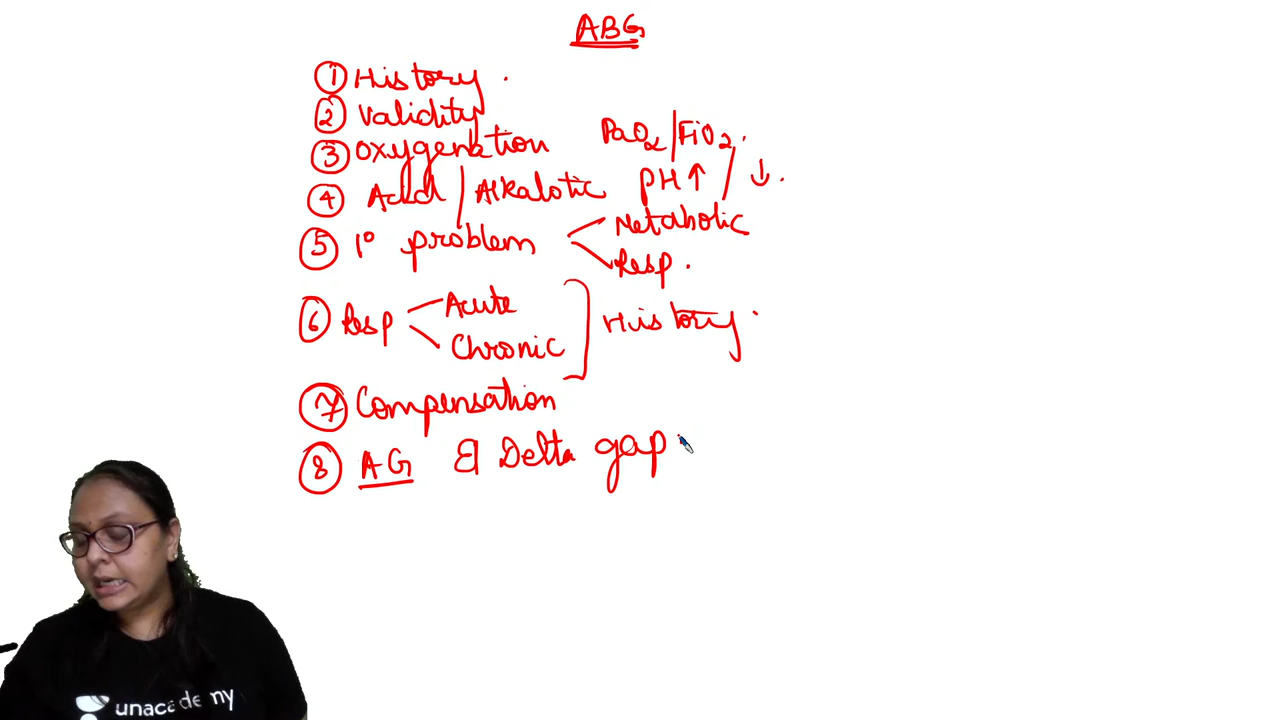 ABG
① History.
② Validity
③ Oxygenation PaO₂/FiO₂.
④ Acid / Alkalotic pH ↑ / ↓.
⑤ 1° problem < Metabolic
Resp.
⑥ Resp < Acute
Chronic ] History.
⑦ Compensation
⑧ AG & Delta gap
unacademy